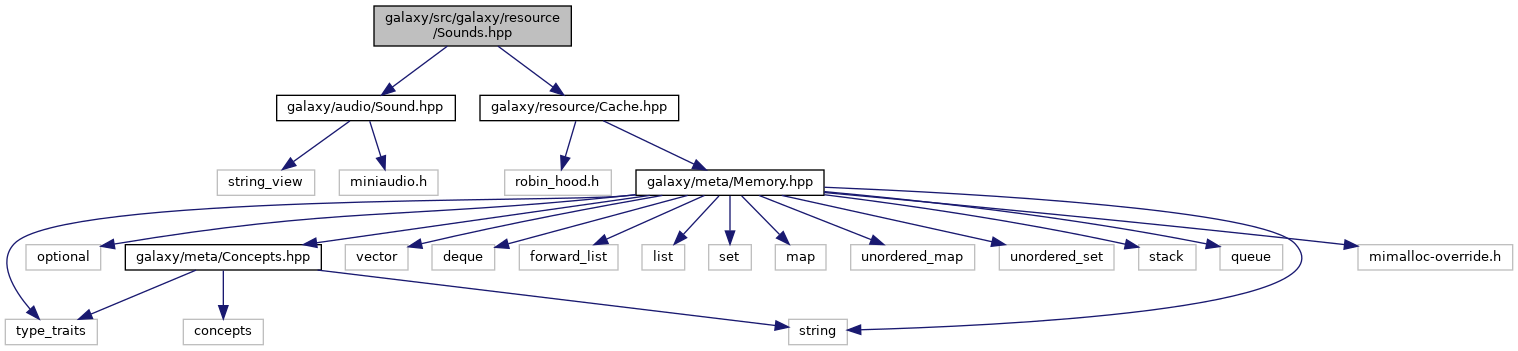 galaxy/src/galaxy/resource
/Sounds.hpp
galaxy/audio/Sound.hpp
galaxy/resource/Cache.hpp
string_view
miniaudio.h
robin_hood.h
galaxy/meta/Memory.hpp
optional
galaxy/meta/Concepts.hpp
vector
deque
forward_list
list
set
map
unordered_map
unordered_set
stack
queue
mimalloc-override.h
type_traits
concepts
string